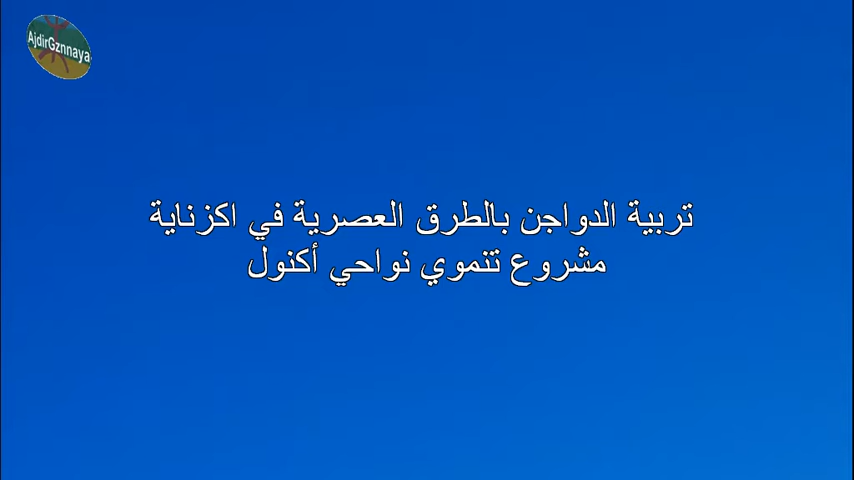 AjdirGznnaya
تربية الدواجن بالطرق العصرية في اكزناية
مشروع تنموي نواحي أكنول